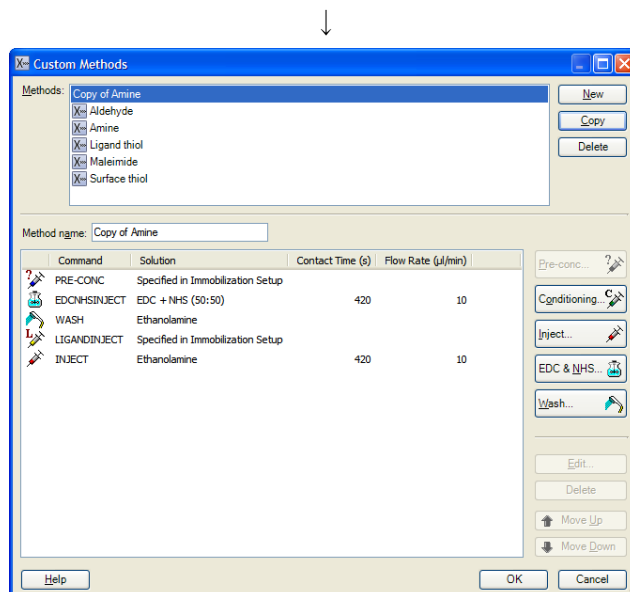 ↓
Custom Methods
Methods:
Copy of Amine
Aldehyde
Amine
Ligand thiol
Maleimide
Surface thiol
New
Copy
Delete
Method name: Copy of Amine
Command Solution Contact Time (s) Flow Rate (µl/min)
PRE-CONC Specified in Immobilization Setup
EDCNHSINJECT EDC + NHS (50:50) 420 10
WASH Ethanolamine
LIGANDINJECT Specified in Immobilization Setup
INJECT Ethanolamine 420 10
Pre-conc...
Conditioning...
Inject...
EDC & NHS...
Wash...
Edit...
Delete
Move Up
Move Down
Help
OK
Cancel